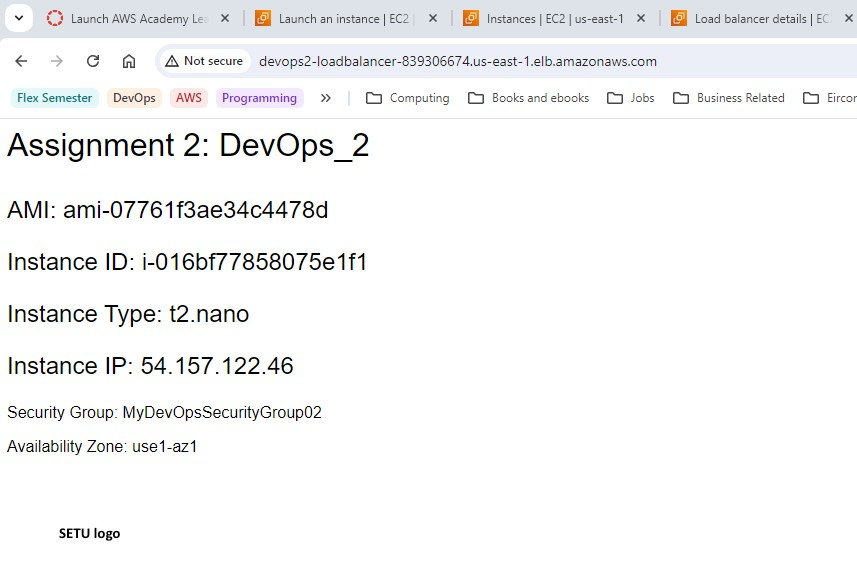 Launch AWS Academy Le
Launch an instance | EC2 |
Instances | EC2 | us-east-1
Load balancer details | EC
Not secure
devops2-loadbalancer-839306674.us-east-1.elb.amazonaws.com
Flex Semester
DevOps
AWS
Programming
Computing
Books and ebooks
Jobs
Business Related
Eircor
Assignment 2: DevOps_2
AMI: ami-07761f3ae34c4478d
Instance ID: i-016bf77858075e1f1
Instance Type: t2.nano
Instance IP: 54.157.122.46
Security Group: MyDevOpsSecurityGroup02
Availability Zone: use1-az1
SETU logo